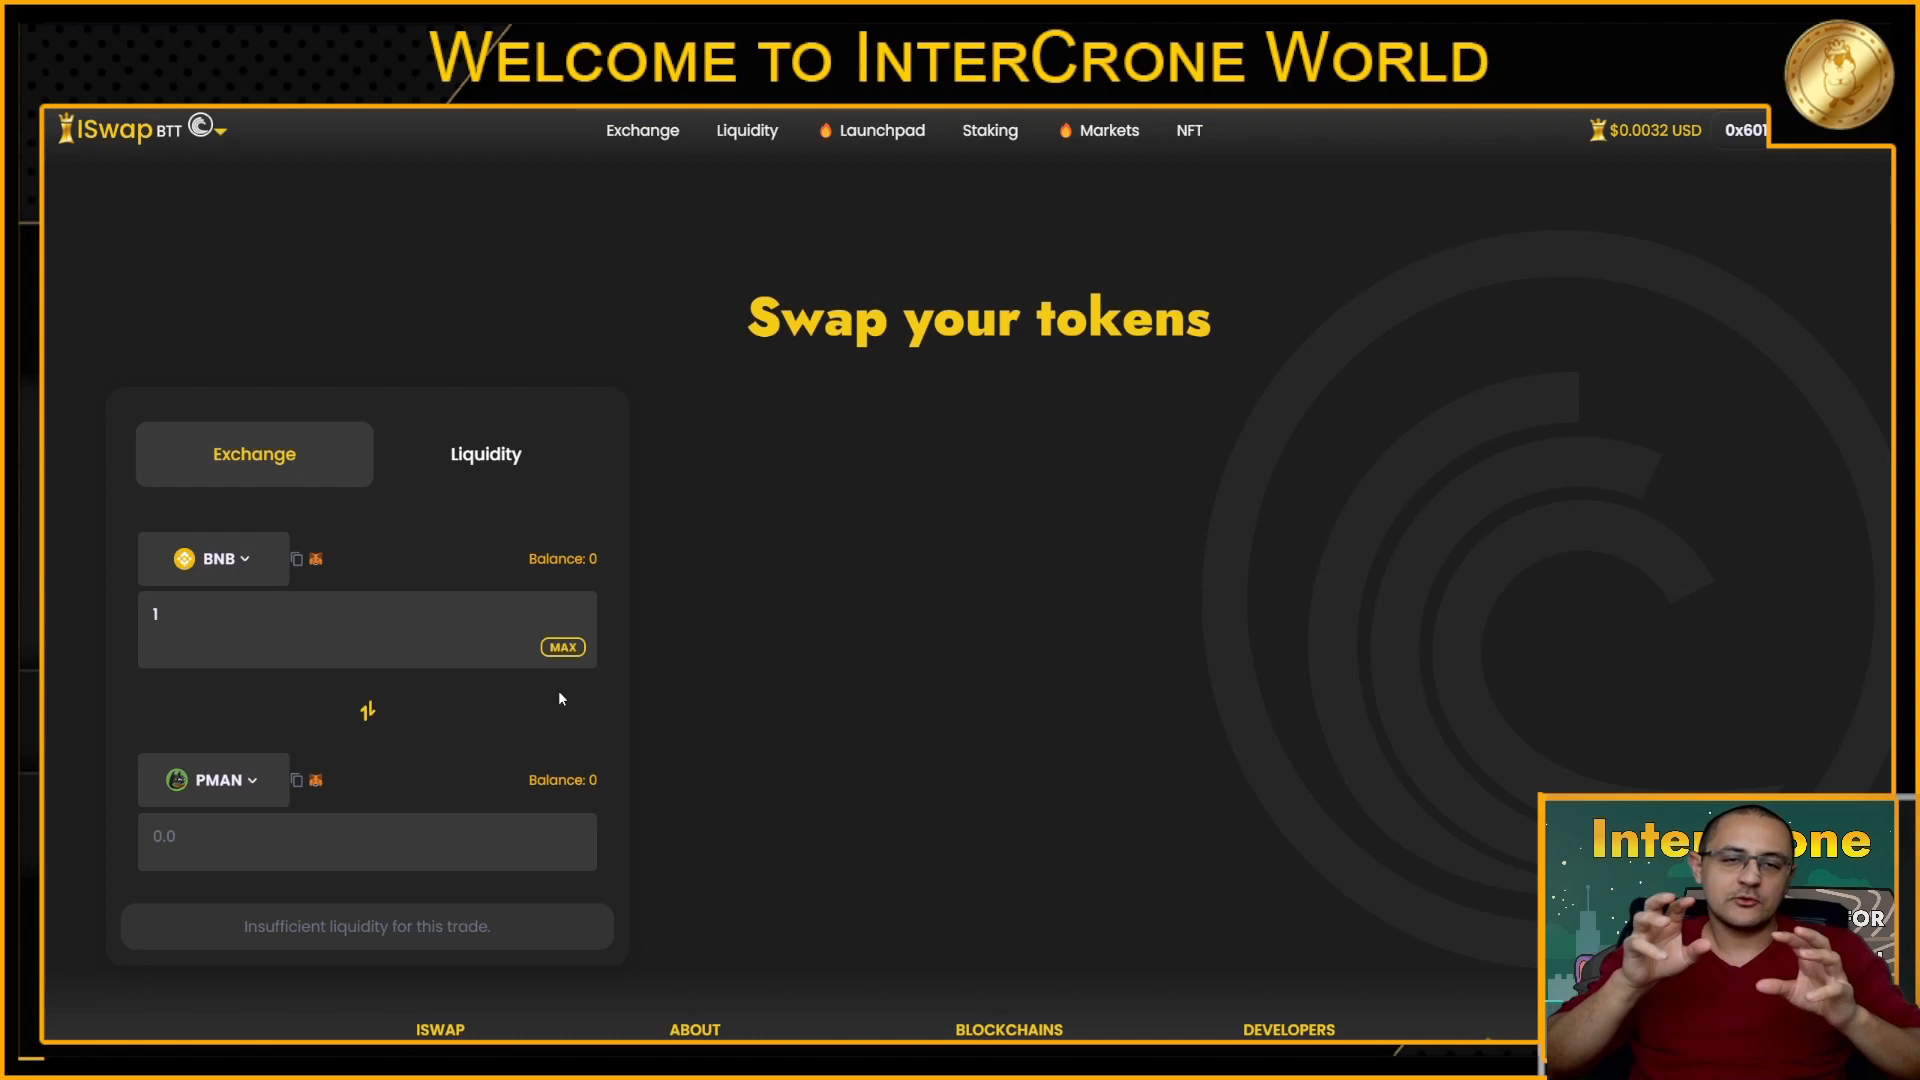 WELCOME TO INTERCRONE WORLD
ISwap BTT
Exchange
Liquidity
Launchpad
Staking
Markets
NFT
$0.0032 USD
0x601
Swap your tokens
Exchange
Liquidity
BNB
Balance: 0
1
MAX
PMAN
Balance: 0
0.0
Insufficient liquidity for this trade.
ISWAP
ABOUT
BLOCKCHAINS
DEVELOPERS